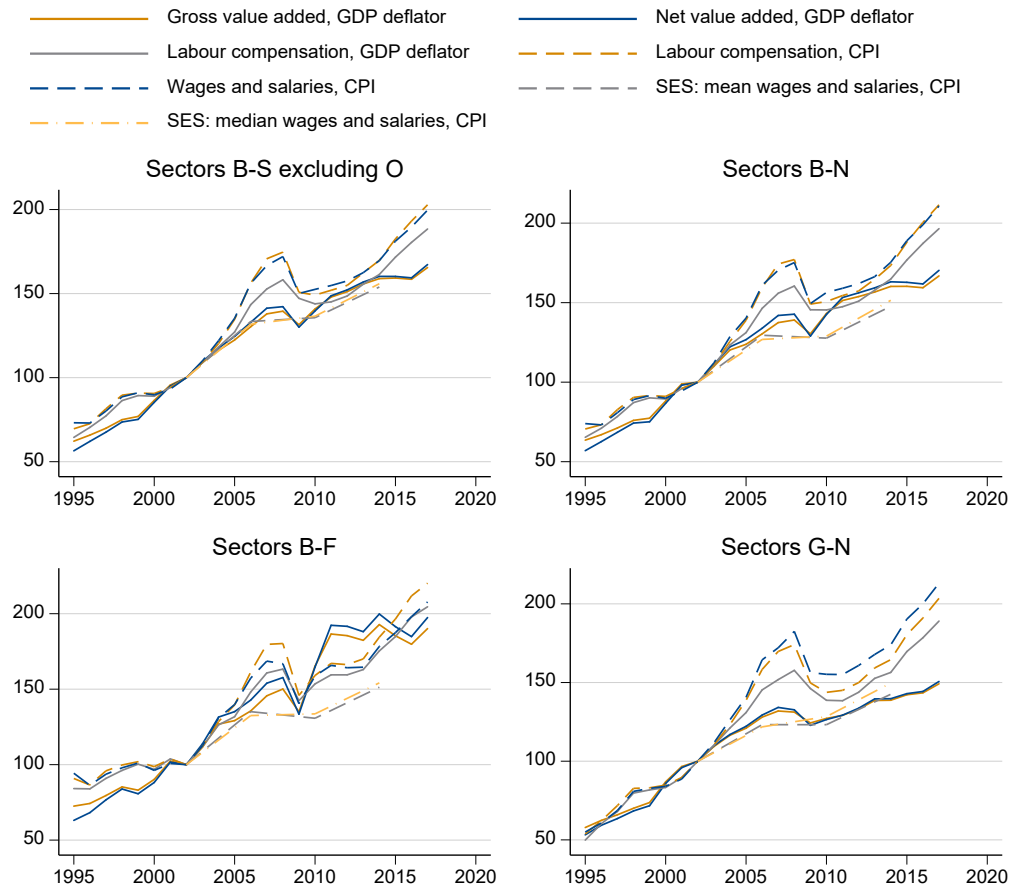 Gross value added, GDP deflator
Net value added, GDP deflator
Labour compensation, GDP deflator
Labour compensation, CPI
Wages and salaries, CPI
SES: mean wages and salaries, CPI
SES: median wages and salaries, CPI
Sectors B-S excluding O
200
150
100
50
1995 2000 2005 2010 2015 2020
Sectors B-N
200
150
100
50
1995 2000 2005 2010 2015 2020
Sectors B-F
200
150
100
50
1995 2000 2005 2010 2015 2020
Sectors G-N
200
150
100
50
1995 2000 2005 2010 2015 2020